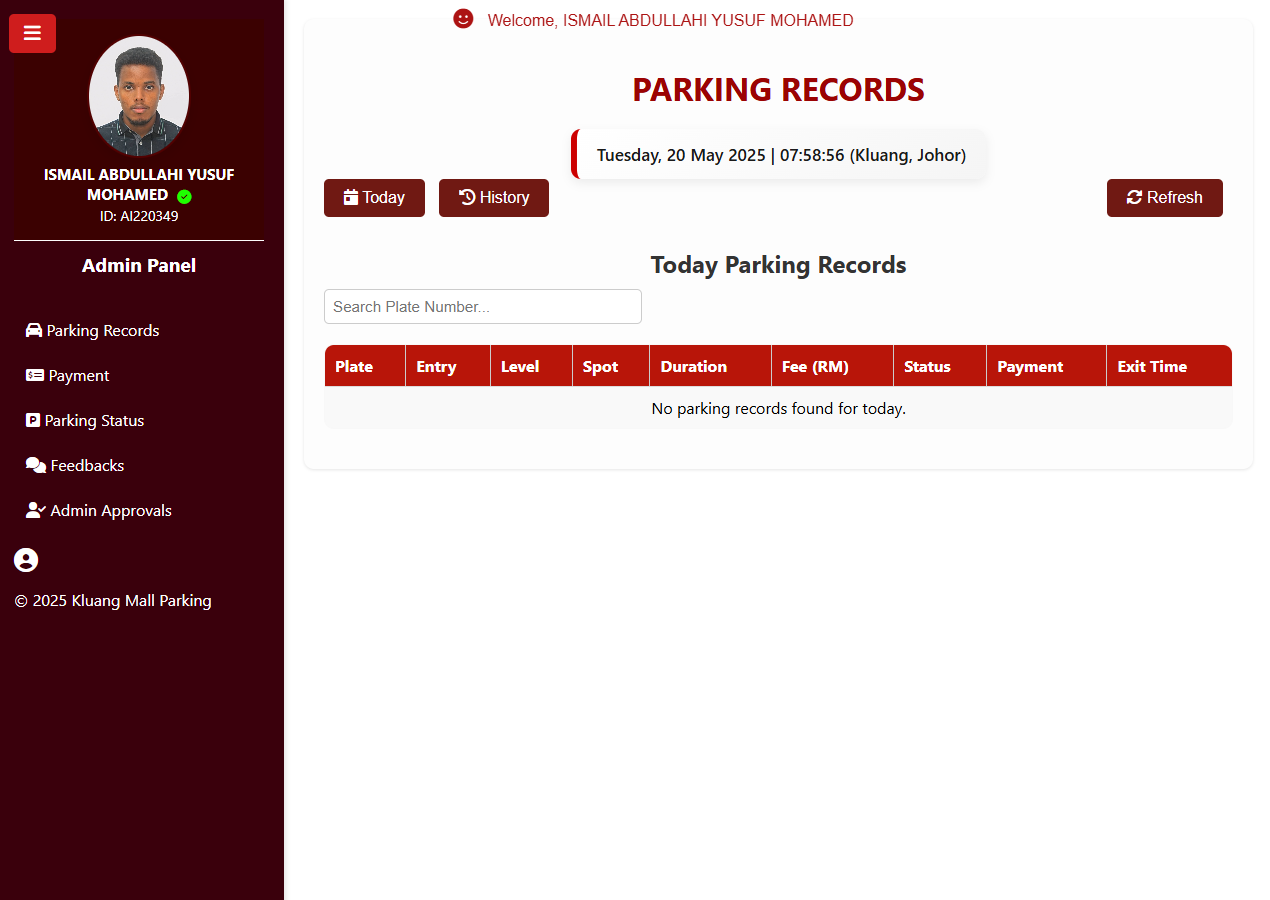 Welcome, ISMAIL ABDULLAHI YUSUF MOHAMED
ISMAIL ABDULLAHI YUSUF
MOHAMED
ID: AI220349
Admin Panel
Parking Records
Payment
P Parking Status
Feedbacks
Admin Approvals
© 2025 Kluang Mall Parking
PARKING RECORDS
Tuesday, 20 May 2025 | 07:58:56 (Kluang, Johor)
Today History Refresh
Today Parking Records
Search Plate Number...
Plate Entry Level Spot Duration Fee (RM) Status Payment Exit Time
No parking records found for today.